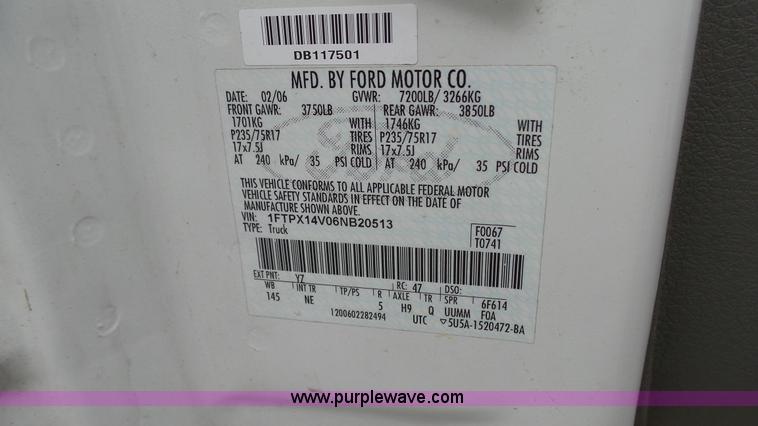 DB117501
MFD. BY FORD MOTOR CO.
DATE: 02/06 GVWR: 7200LB/ 3266KG
FRONT GAWR: 3750LB REAR GAWR: 3850LB
1701KG WITH 1746KG WITH
P235/75R17 TIRES P235/75R17 TIRES
17x7.5J RIMS 17x7.5J RIMS
AT 240 kPa/ 35 PSI COLD AT 240 kPa/ 35 PSI COLD
THIS VEHICLE CONFORMS TO ALL APPLICABLE FEDERAL MOTOR
VEHICLE SAFETY STANDARDS IN EFFECT ON THE DATE OF
MANUFACTURE SHOWN ABOVE.
VIN: 1FTPX14V06NB20513 F0067
TYPE: Truck T0741
EXT PNT: YZ RC: 47 DSO:
WB INT TR TP/PS R AXLE TR SPR 6F614
145 NE 5 H9 Q UUMM FOA
1200602282494 UTC ▽5U5A-1520472-BA
www.purplewave.com